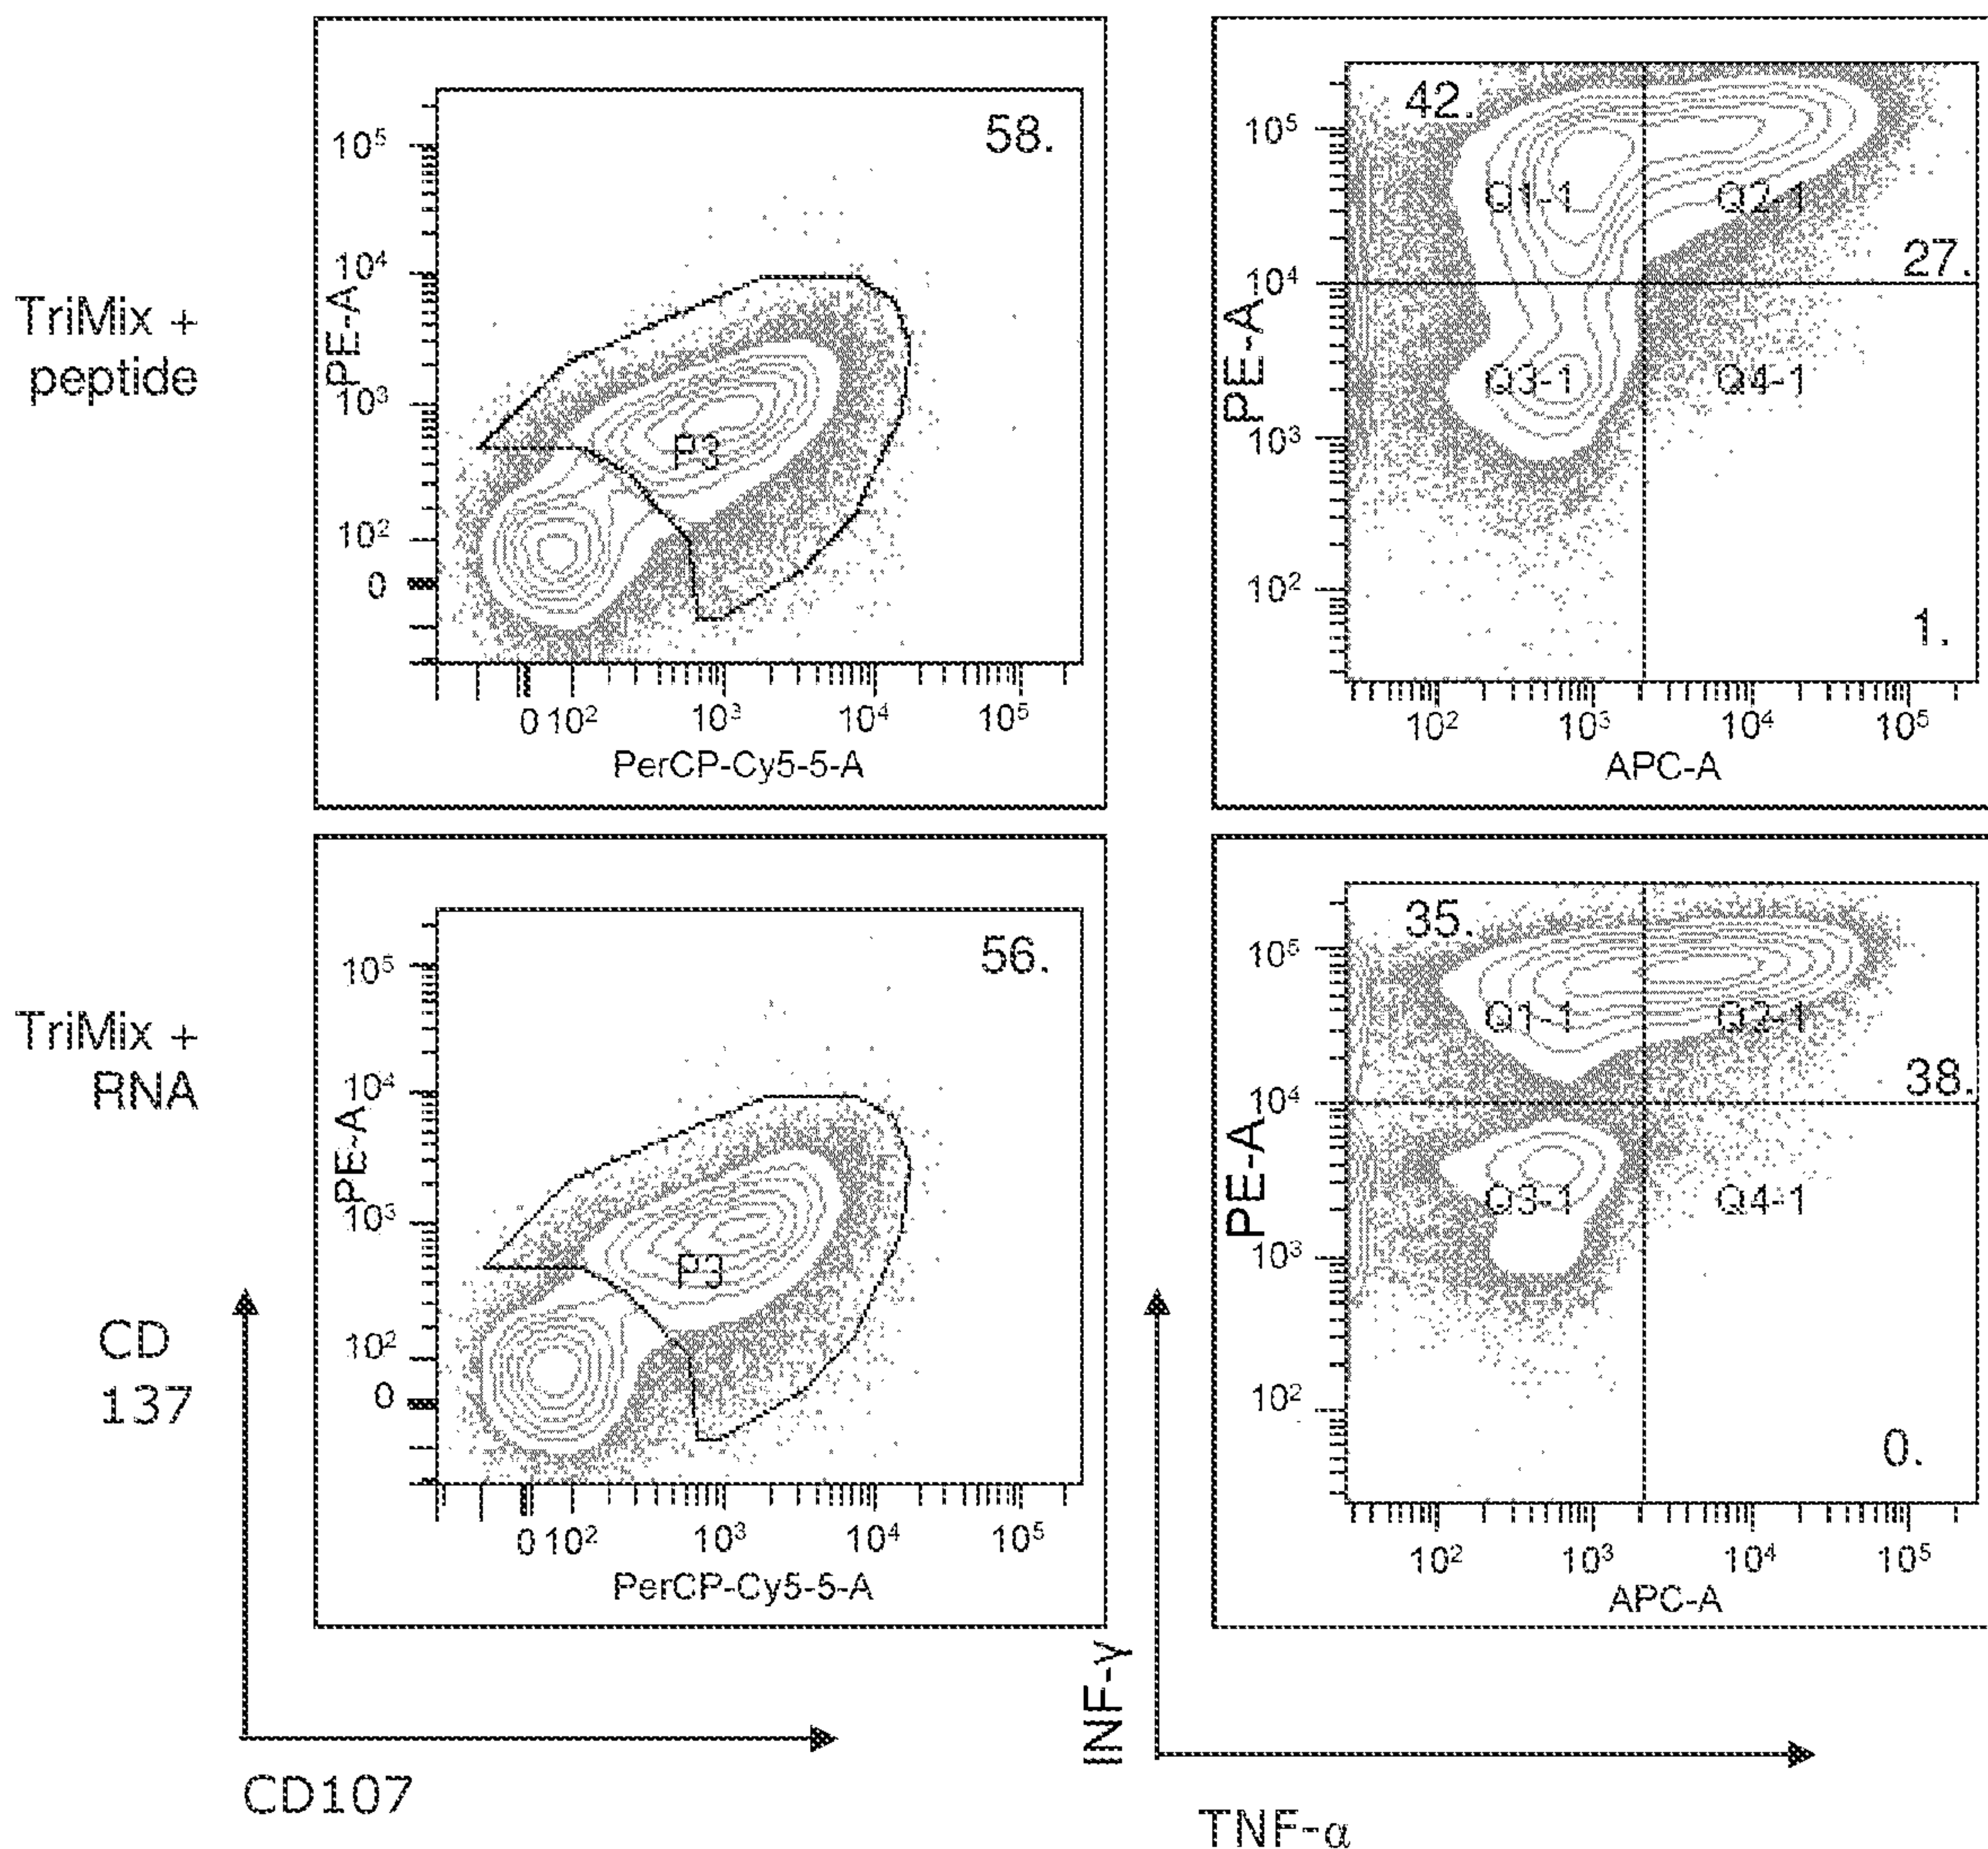 TriMix +
peptide
58.
10⁵
10⁴
10³
10²
0
PE-A
P3
0 10² 10³ 10⁴ 10⁵
PerCP-Cy5-5-A
42.
10⁵
Q1-1 Q2-1
27.
10⁴
PE-A
Q3-1 Q4-1
10³
10²
1.
10² 10³ 10⁴ 10⁵
APC-A
TriMix +
RNA
56.
10⁵
10⁴
10³
10²
0
PE-A
P3
0 10² 10³ 10⁴ 10⁵
PerCP-Cy5-5-A
35.
10⁵
Q1-1 Q2-1
38.
10⁴
PE-A
Q3-1 Q4-1
10³
10²
0.
10² 10³ 10⁴ 10⁵
APC-A
CD
137
CD107
INF-γ
TNF-α